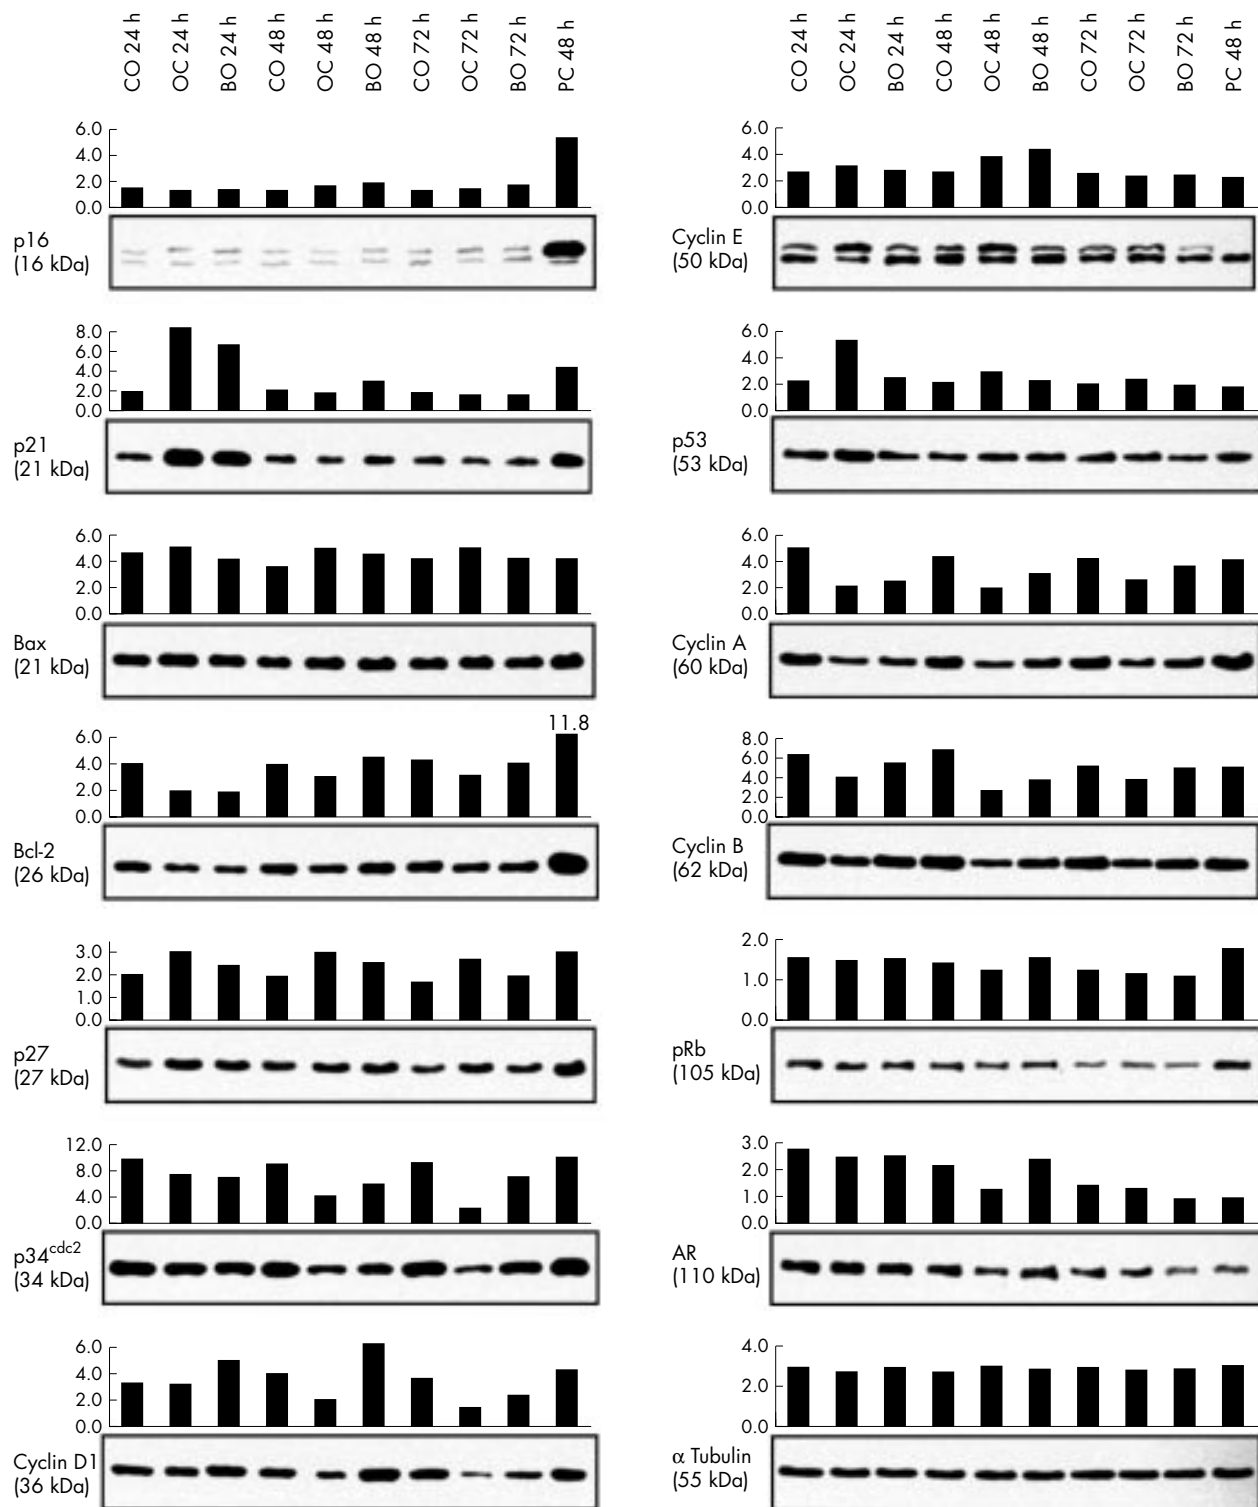 CO 24 h
OC 24 h
BO 24 h
CO 48 h
OC 48 h
BO 48 h
CO 72 h
OC 72 h
BO 72 h
PC 48 h
6.0
4.0
2.0
0.0
p16
(16 kDa)
8.0
6.0
4.0
2.0
0.0
p21
(21 kDa)
6.0
4.0
2.0
0.0
Bax
(21 kDa)
11.8
6.0
4.0
2.0
0.0
Bcl-2
(26 kDa)
3.0
2.0
1.0
0.0
p27
(27 kDa)
12.0
8.0
4.0
0.0
p34cdc2
(34 kDa)
6.0
4.0
2.0
0.0
Cyclin D1
(36 kDa)
CO 24 h
OC 24 h
BO 24 h
CO 48 h
OC 48 h
BO 48 h
CO 72 h
OC 72 h
BO 72 h
PC 48 h
6.0
4.0
2.0
0.0
Cyclin E
(50 kDa)
6.0
4.0
2.0
0.0
p53
(53 kDa)
6.0
4.0
2.0
0.0
Cyclin A
(60 kDa)
8.0
6.0
4.0
2.0
0.0
Cyclin B
(62 kDa)
2.0
1.0
0.0
pRb
(105 kDa)
3.0
2.0
1.0
0.0
AR
(110 kDa)
4.0
2.0
0.0
α Tubulin
(55 kDa)